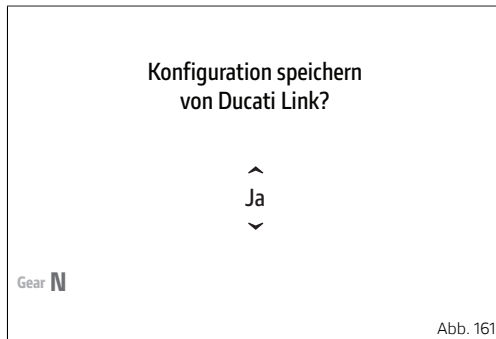 Konfiguration speichern
von Ducati Link?
Ja
Gear N
Abb. 161